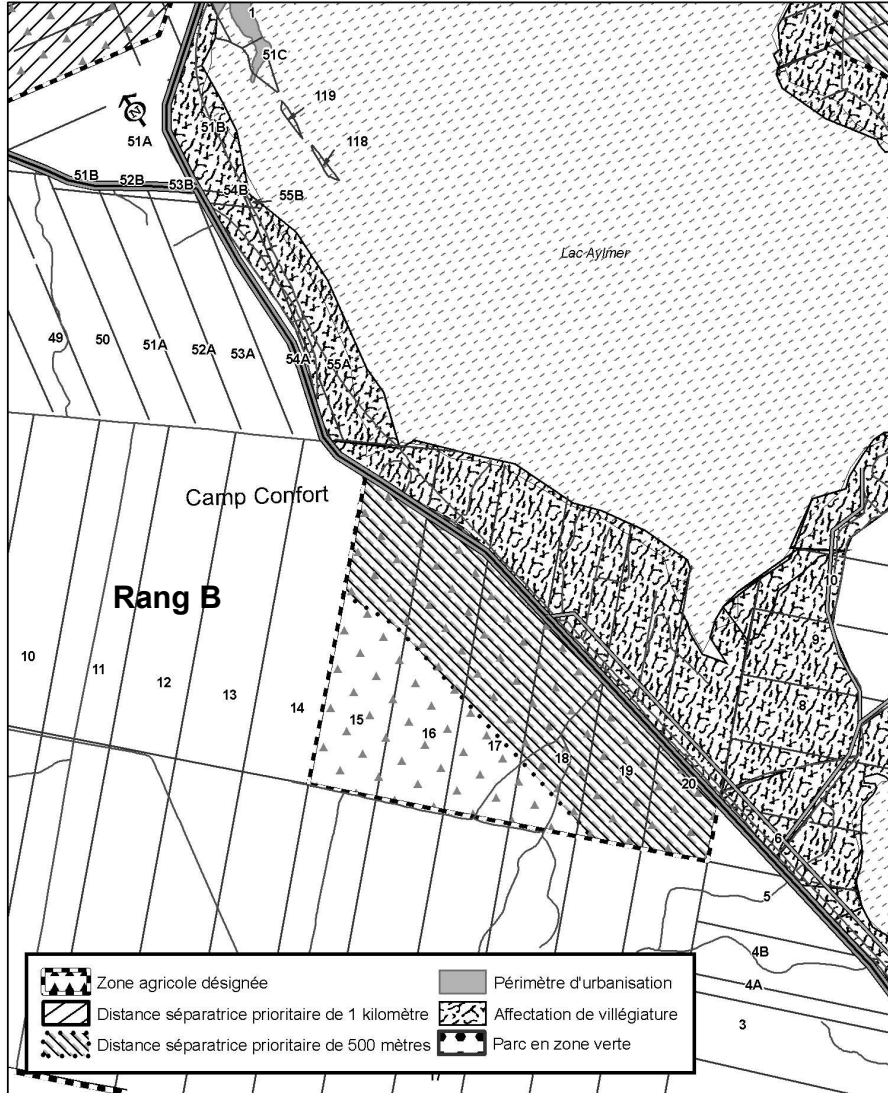 1
51C
119
118
N
51A
51B
51B
52B
53B
54B
55B
Lac Aylmer
49
50
51A
52A
53A
54A
55A
Camp Confort
Rang B
10
11
12
13
14
15
16
17
18
19
20
10
9
8
7
6
5
4B
4A
3
Zone agricole désignée
Distance séparatrice prioritaire de 1 kilomètre
Distance séparatrice prioritaire de 500 mètres
Périmètre d'urbanisation
Affectation de villégiature
Parc en zone verte